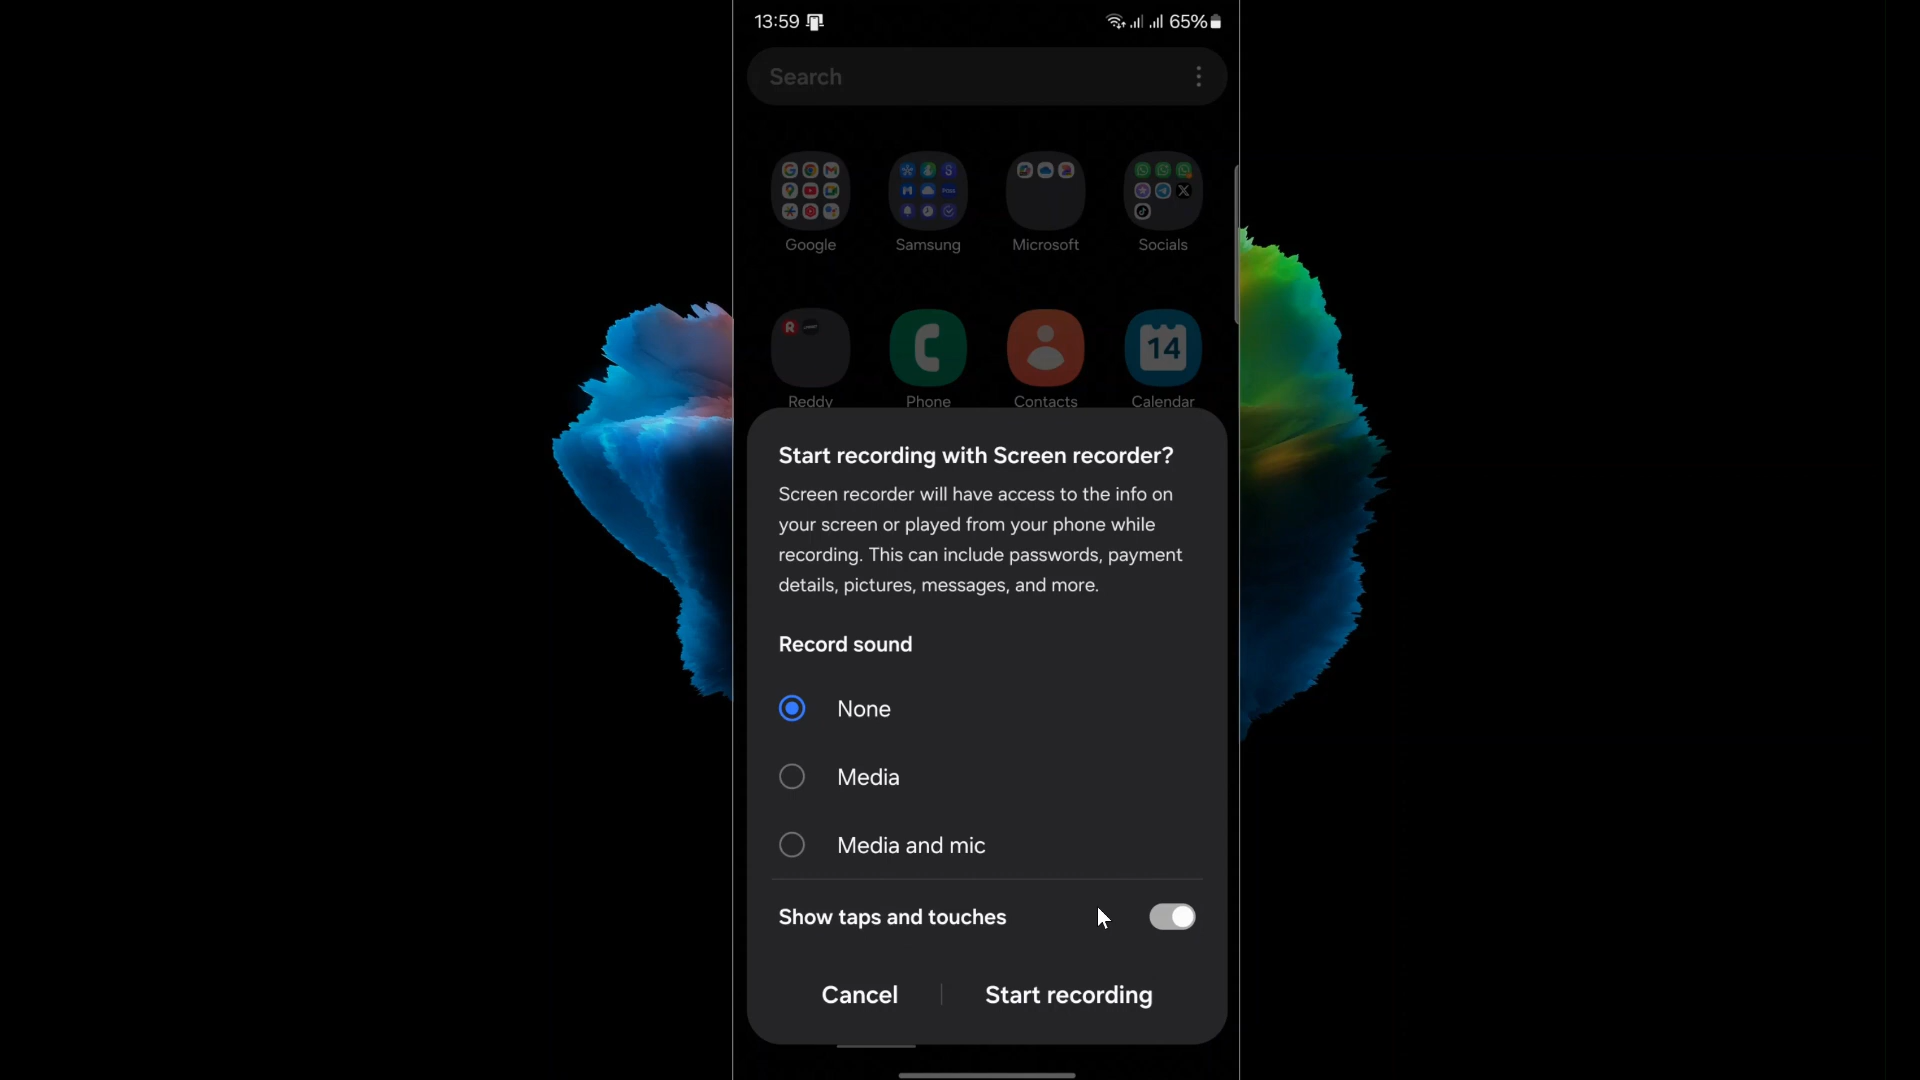 13:59
65%
Search
Google
Samsung
Microsoft
Socials
Reddy
Phone
14
Contacts
Calendar
Start recording with Screen recorder?
Screen recorder will have access to the info on
your screen or played from your phone while
recording. This can include passwords, payment
details, pictures, messages, and more.
Record sound
None
Media
Media and mic
Show taps and touches
Cancel
Start recording